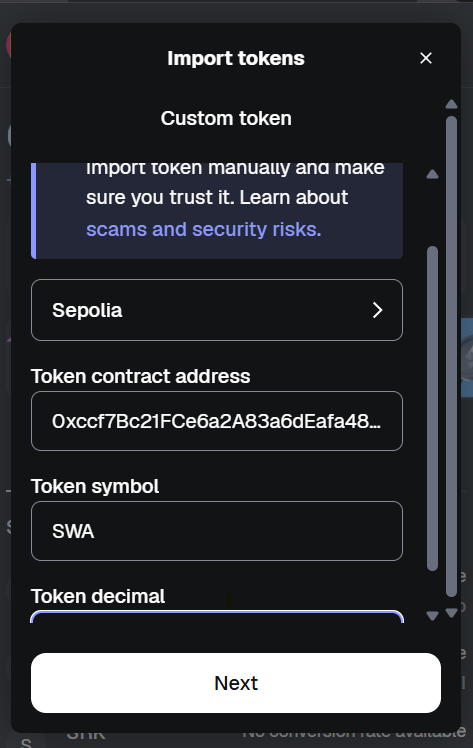 Import tokens
Custom token
Import token manually and make
sure you trust it. Learn about
scams and security risks.
Sepolia
Token contract address
0xccf7Bc21FCe6a2A83a6dEafa48...
Token symbol
SWA
Token decimal
Next
No conversion rate available